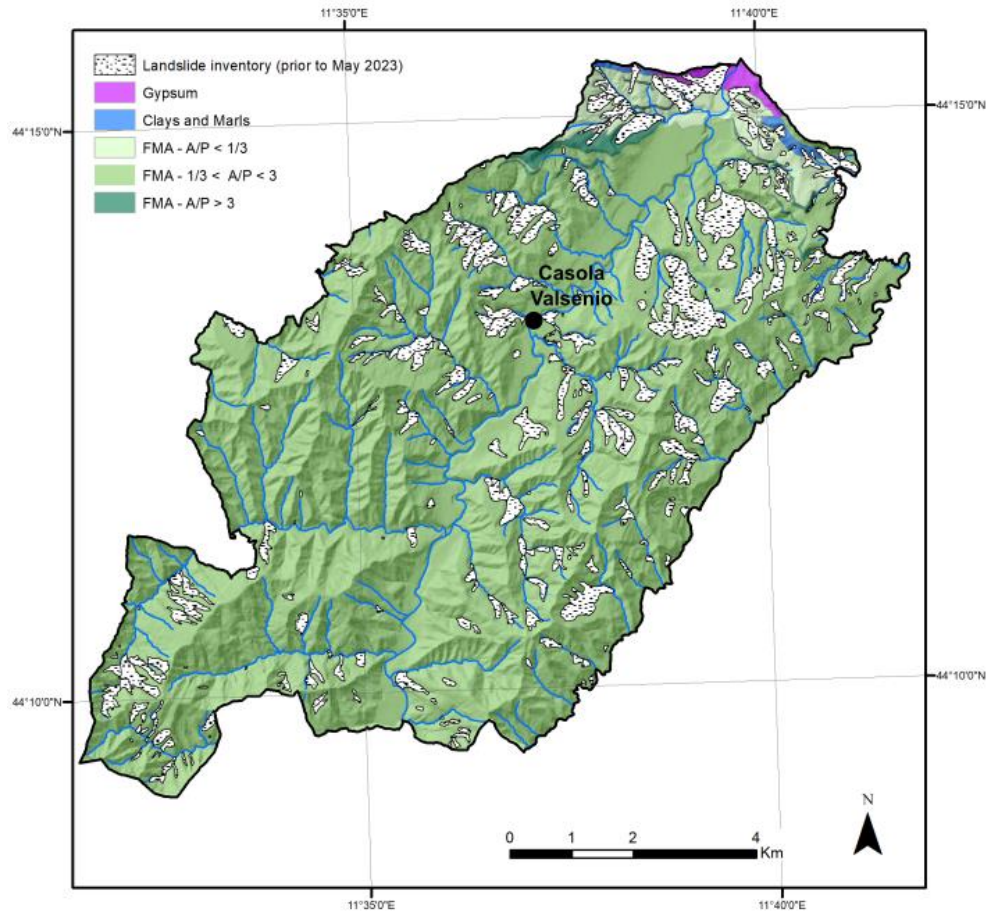 11°35'0"E
11°40'0"E
Landslide inventory (prior to May 2023)
Gypsum
Clays and Marls
FMA - A/P < 1/3
FMA - 1/3 < A/P < 3
FMA - A/P > 3
44°15'0"N
44°15'0"N
Casola
Valsenio
44°10'0"N
44°10'0"N
N
0 1 2 4
Km
11°35'0"E
11°40'0"E